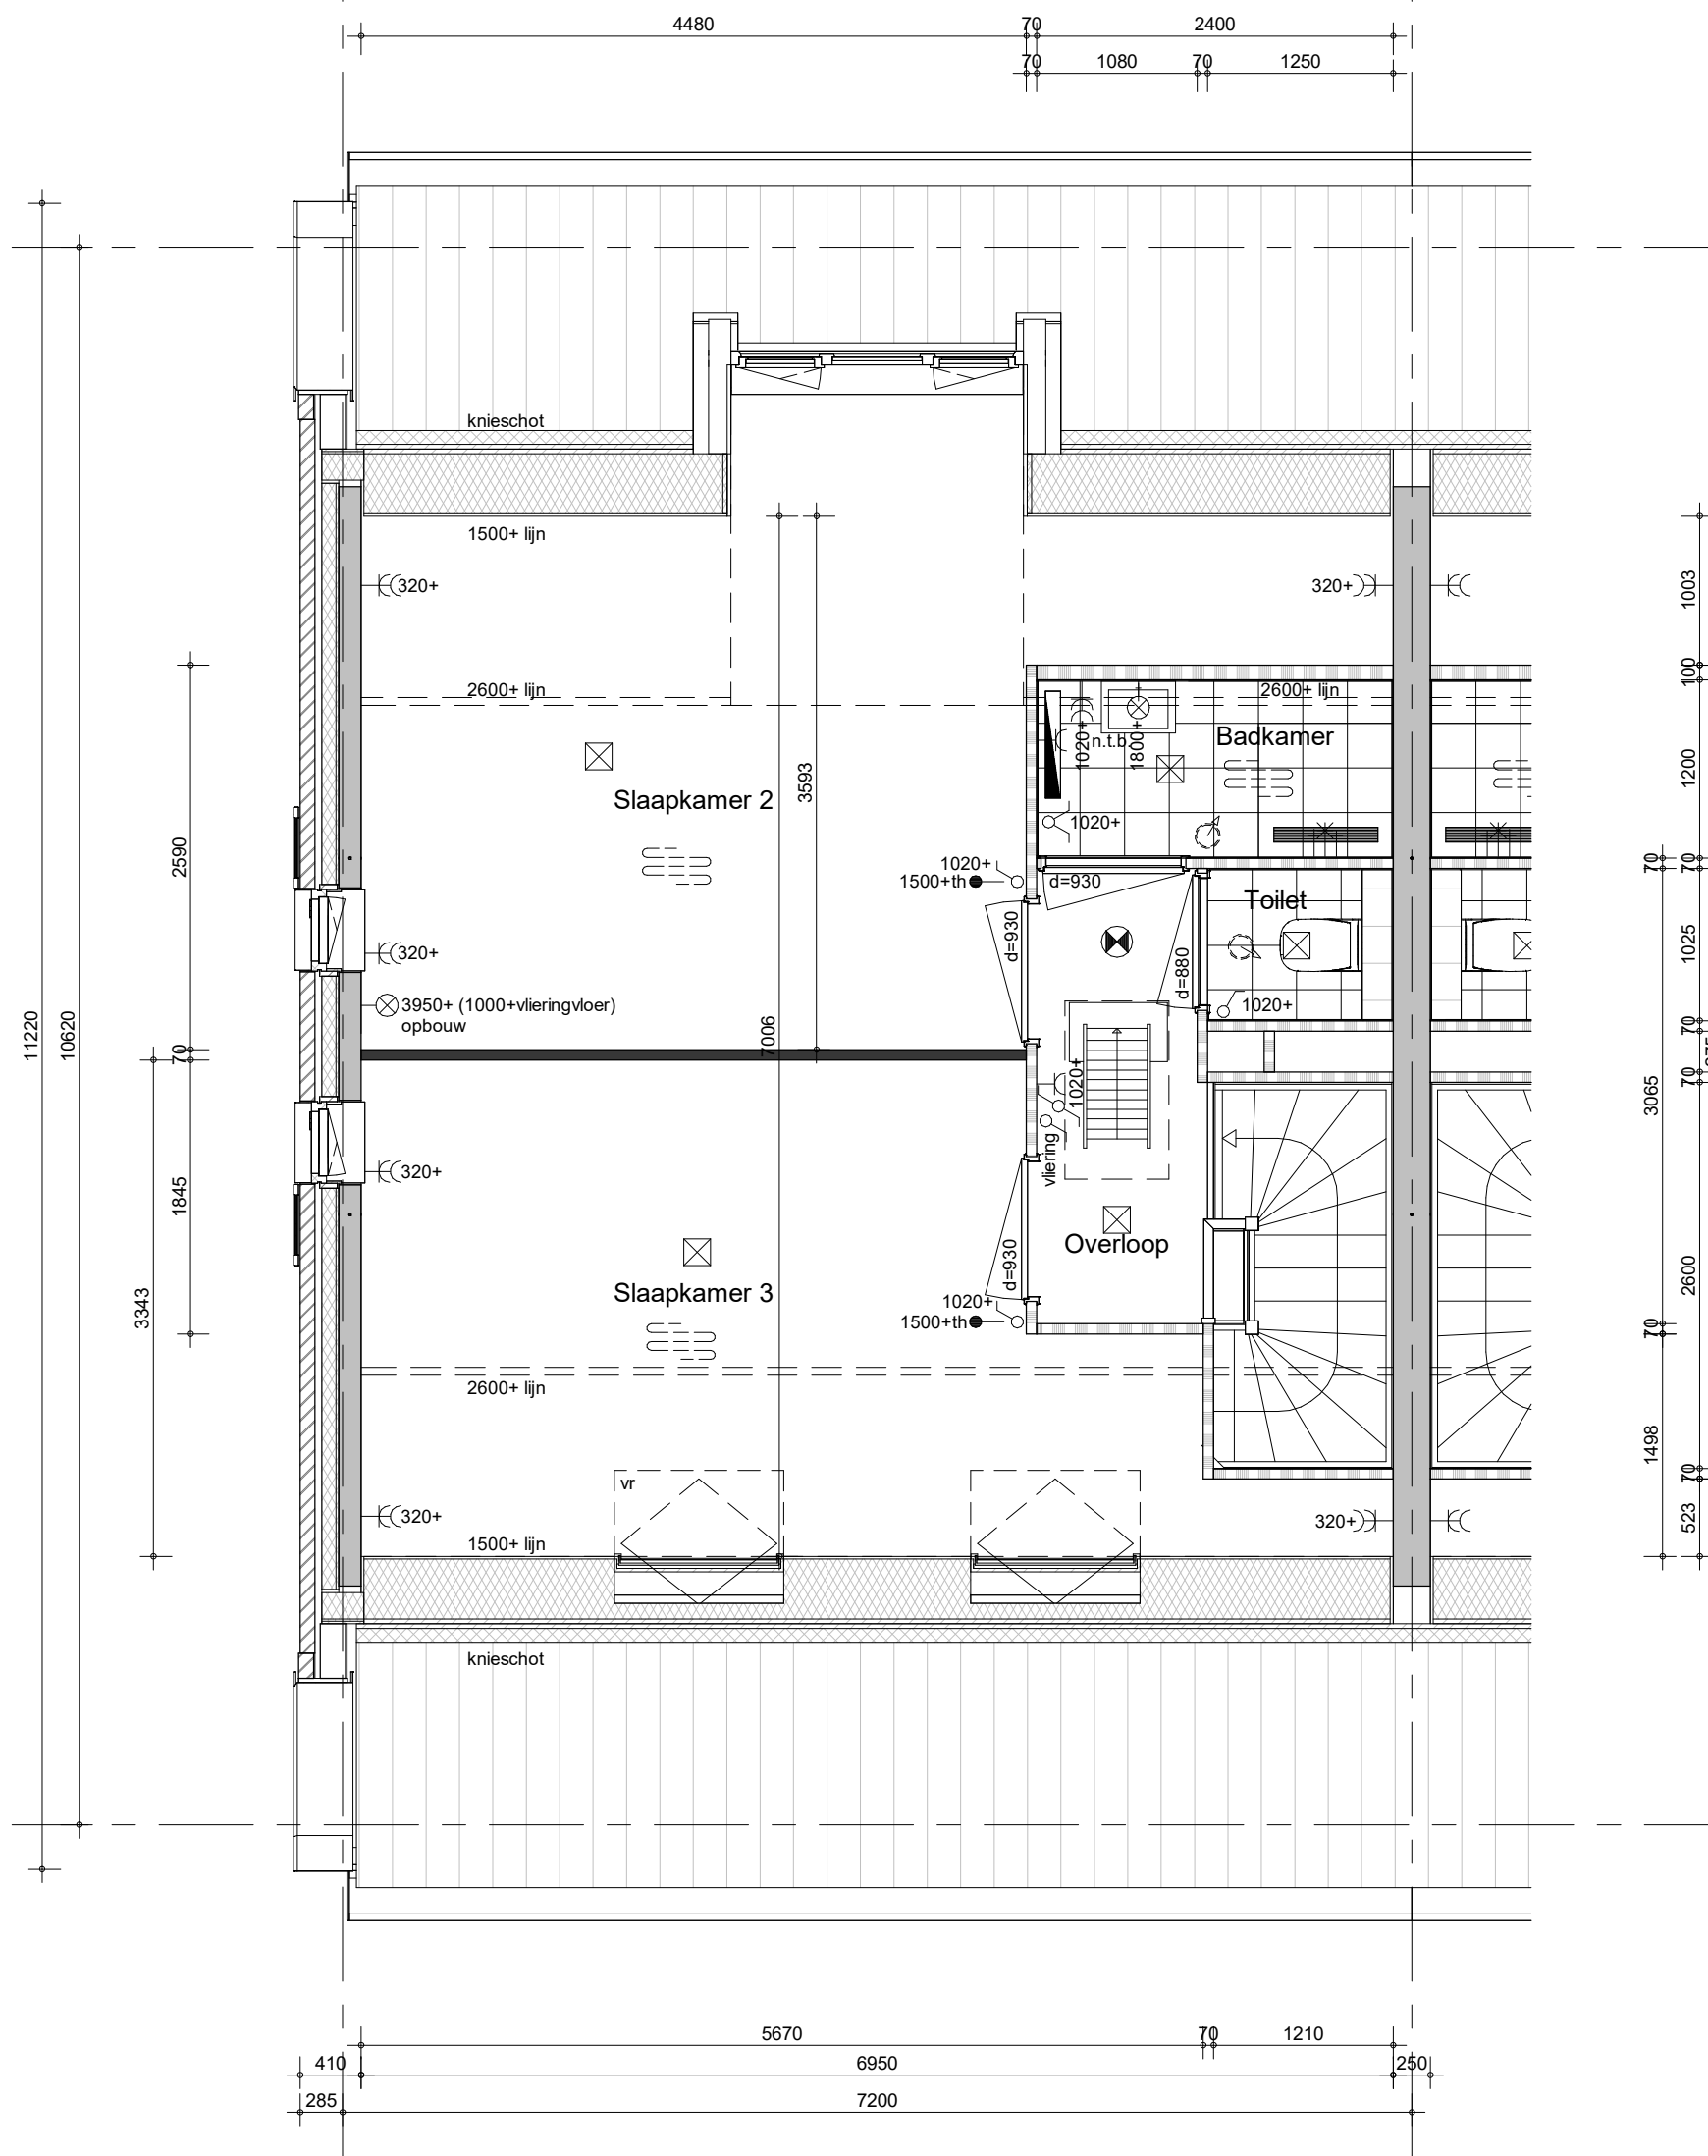 4480 70 2400
70 1080 70 1250
knieschot
1500+ lijn
320+ 320+
1003
100
2600+ lijn 2600+ lijn
Badkamer
1020+ n.t.b. 1800+
3593
Slaapkamer 2
1200
1020+
2590
70 70
1020+
1500+th
d=930
Toilet
d=930
d=880
1025
320+
1020+
3950+ (1000+vlieringvloer)
opbouw
11220
10620
7006
70
70
70
1020+
3065
vliering
320+
1845
Overloop
d=930
2600
Slaapkamer 3
1020+
1500+th
3343
70
2600+ lijn
1498
vr
70
320+ 320+
523
1500+ lijn
knieschot
5670 70 1210
410 6950 250
285 7200